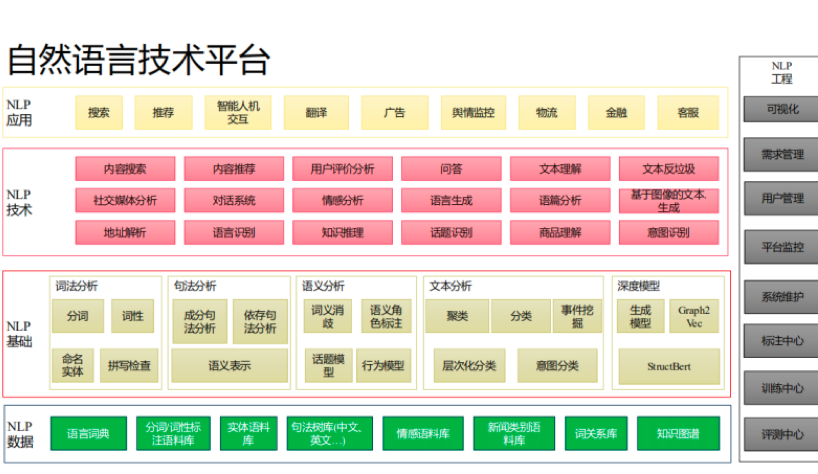 自然语言技术平台
NLP
应用
搜索
推荐
智能人机
交互
翻译
广告
舆情监控
物流
金融
客服
NLP
技术
内容搜索
内容推荐
用户评价分析
问答
文本理解
文本反垃圾
社交媒体分析
对话系统
情感分析
语言生成
语篇分析
基于图像的文本.
生成
地址解析
语言识别
知识推理
话题识别
商品理解
意图识别
NLP
基础
词法分析
分词
词性
命名
实体
拼写检查
句法分析
成分句
法分析
依存句
法分析
语义表示
语义分析
词义消
歧
语义角
色标注
话题模
型
行为模型
文本分析
聚类
分类
事件挖
掘
层次化分类
意图分类
深度模型
生成
模型
Graph2
Vec
StructBert
NLP
数据
语言词典
分词/词性标
注语料库
实体语料
库
句法树库(中文、
英文…)
情感语料库
新闻类别语
料库
词关系库
知识图谱
NLP
工程
可视化
需求管理
用户管理
平台监控
系统维护
标注中心
训练中心
评测中心